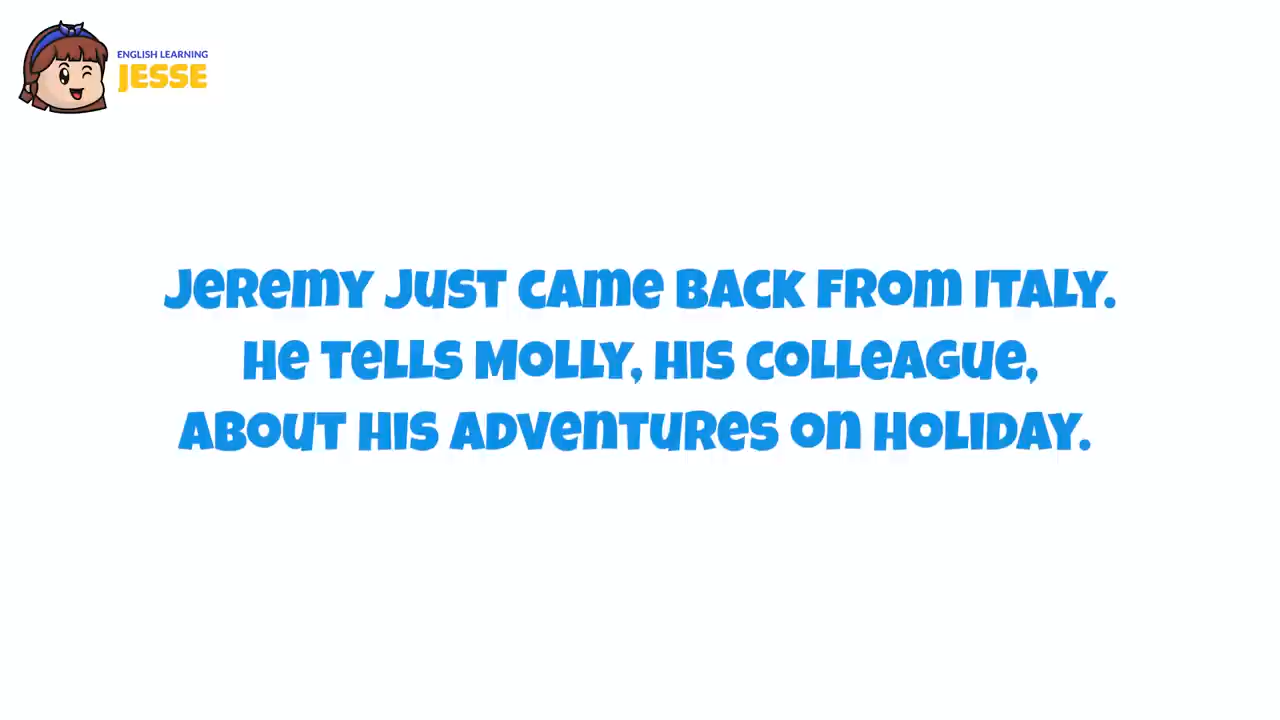 ENGLISH LEARNING
JESSE
Jeremy just came back from Italy.
He tells Molly, his colleague,
about his adventures on holiday.